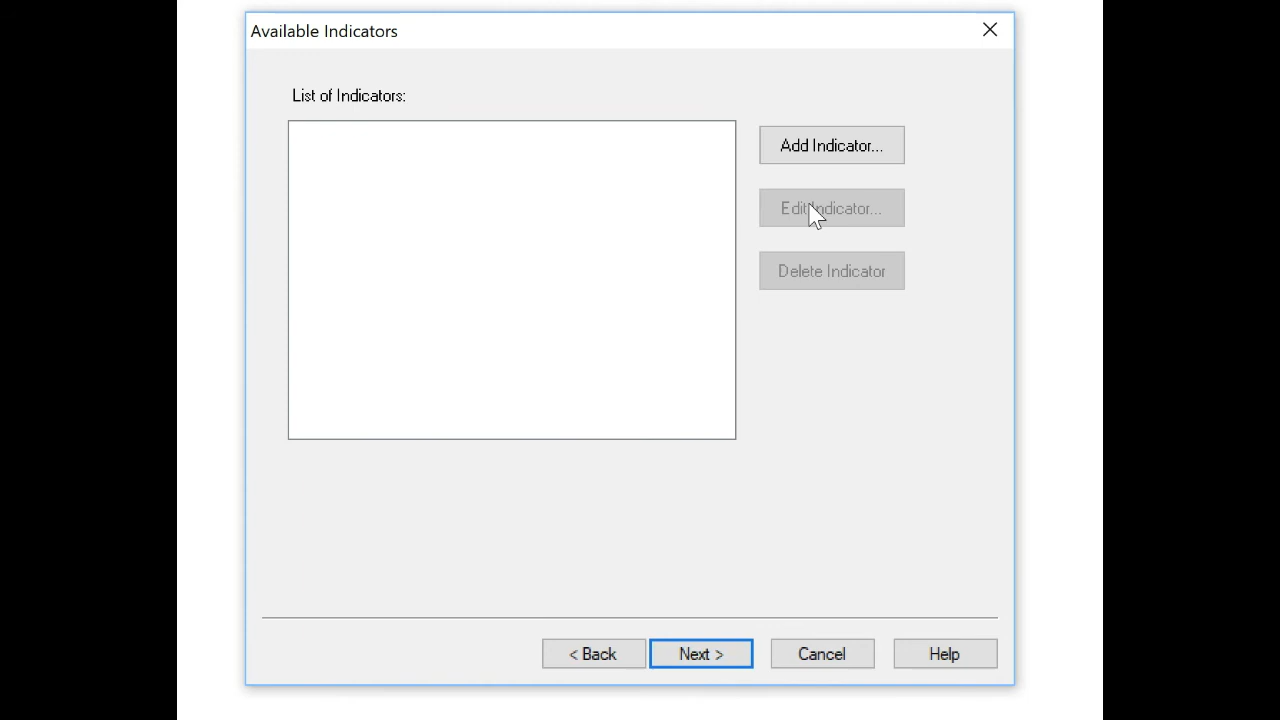 Available Indicators
List of Indicators:
Add Indicator...
Edit Indicator...
Delete Indicator
< Back
Next >
Cancel
Help